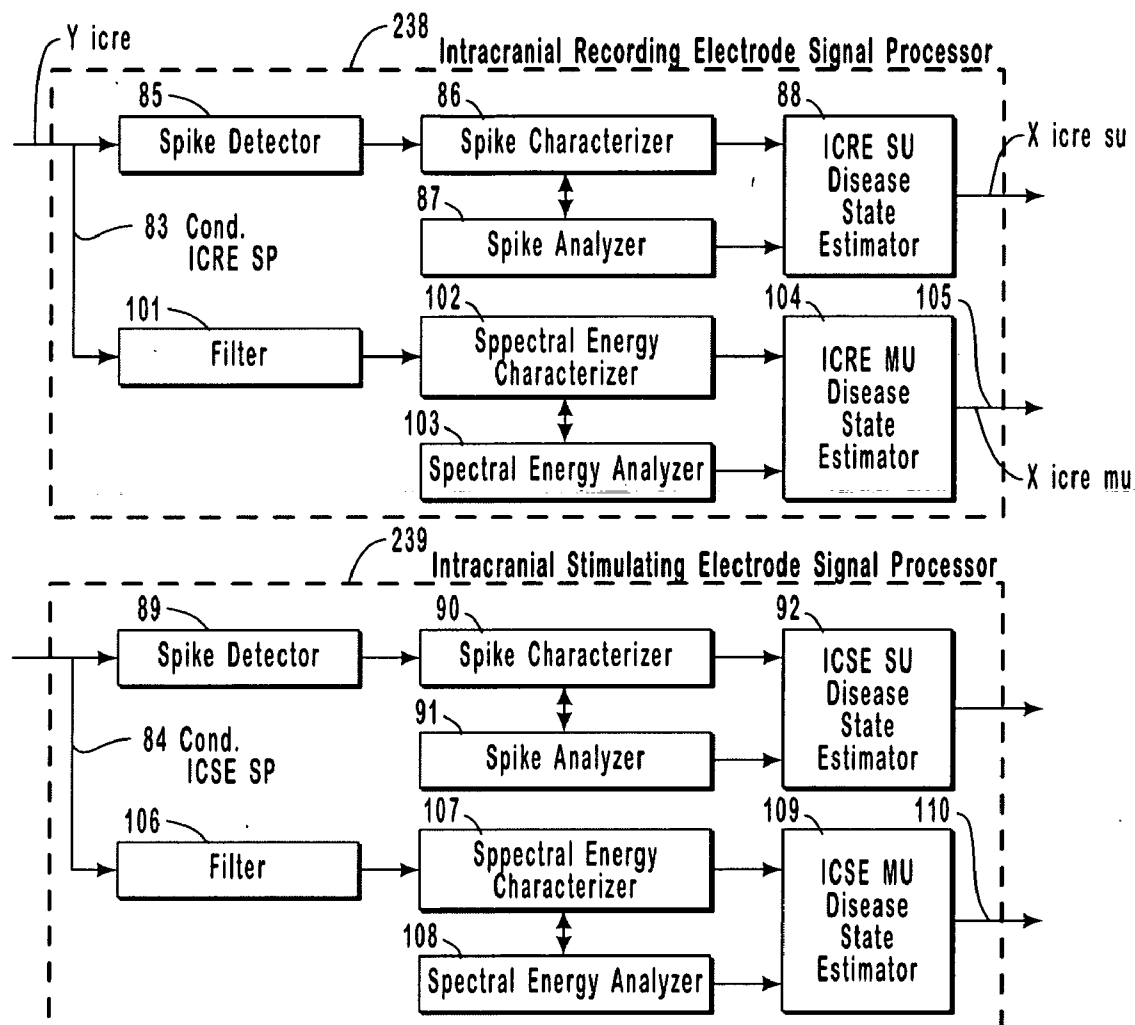 Y icre
238
Intracranial Recording Electrode Signal Processor
85
Spike Detector
86
Spike Characterizer
88
ICRE SU
Disease
State
Estimator
X icre su
87
Spike Analyzer
83 Cond.
ICRE SP
101
Filter
102
Sppectral Energy
Characterizer
104
105
ICRE MU
Disease
State
Estimator
103
Spectral Energy Analyzer
X icre mu
239
Intracranial Stimulating Electrode Signal Processor
89
Spike Detector
90
Spike Characterizer
92
ICSE SU
Disease
State
Estimator
91
Spike Analyzer
84 Cond.
ICSE SP
106
Filter
107
Sppectral Energy
Characterizer
109
110
ICSE MU
Disease
State
Estimator
108
Spectral Energy Analyzer